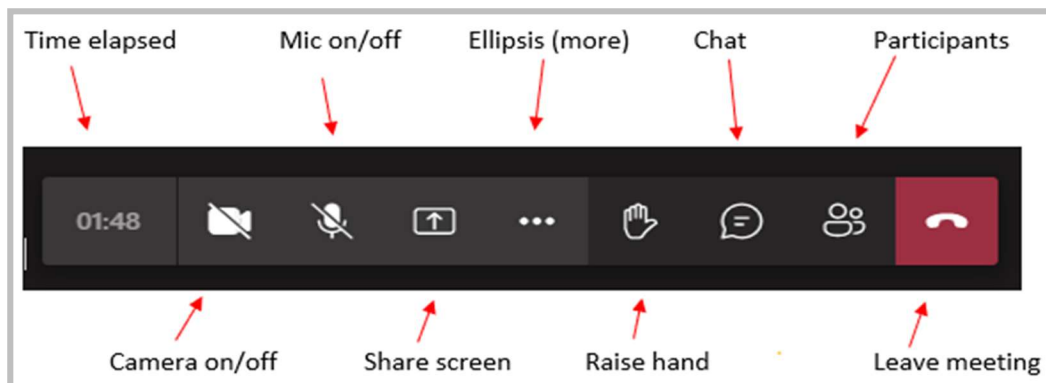 Time elapsed Mic on/off Ellipsis (more) Chat Participants
01:48
Camera on/off Share screen Raise hand Leave meeting